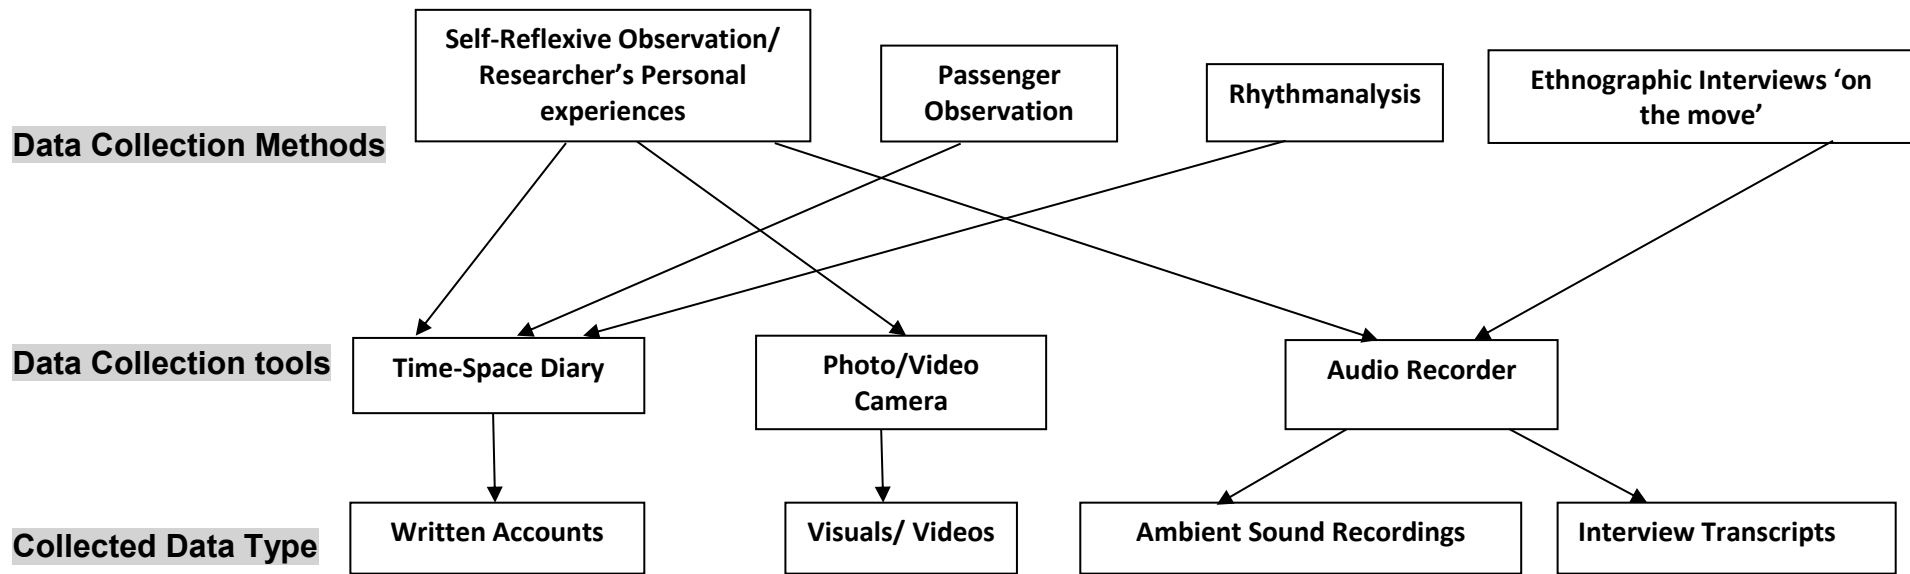 Self-Reflexive Observation/
Researcher’s Personal
experiences
Passenger
Observation
Rhythmanalysis
Ethnographic Interviews ‘on
the move’
Data Collection Methods
Data Collection tools
Time-Space Diary
Photo/Video
Camera
Audio Recorder
Collected Data Type
Written Accounts
Visuals/ Videos
Ambient Sound Recordings
Interview Transcripts